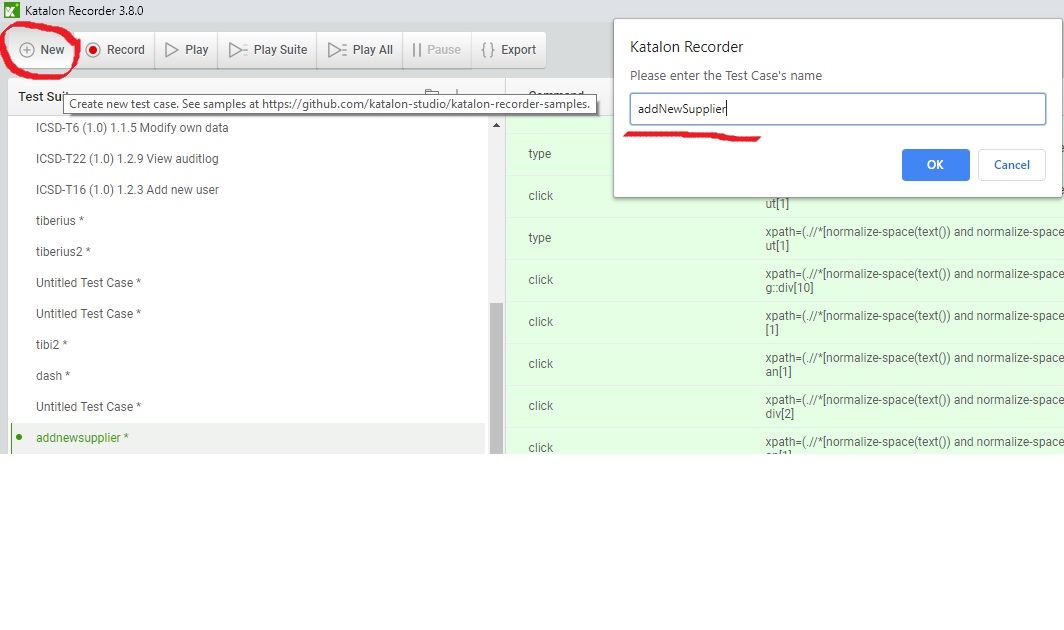 Katalon Recorder 3.8.0
New
Record
Play
Play Suite
Play All
Pause
Export
Create new test case. See samples at https://github.com/katalon-studio/katalon-recorder-samples.
Katalon Recorder
Please enter the Test Case's name
addNewSupplier
OK
Cancel
Test Suit
Command
ICSD-T6 (1.0) 1.1.5 Modify own data
ICSD-T22 (1.0) 1.2.9 View auditlog
ICSD-T16 (1.0) 1.2.3 Add new user
tiberius *
tiberius2 *
Untitled Test Case *
Untitled Test Case *
tibi2 *
dash *
Untitled Test Case *
addnewsupplier *
type
click
ut[1]
type
xpath=(.//*[normalize-space(text()) and normalize-space
ut[1]
click
xpath=(.//*[normalize-space(text()) and normalize-space
g::div[10]
click
xpath=(.//*[normalize-space(text()) and normalize-space
[1]
click
xpath=(.//*[normalize-space(text()) and normalize-space
an[1]
click
xpath=(.//*[normalize-space(text()) and normalize-space
div[2]
click
xpath=(.//*[normalize-space(text()) and normalize-space